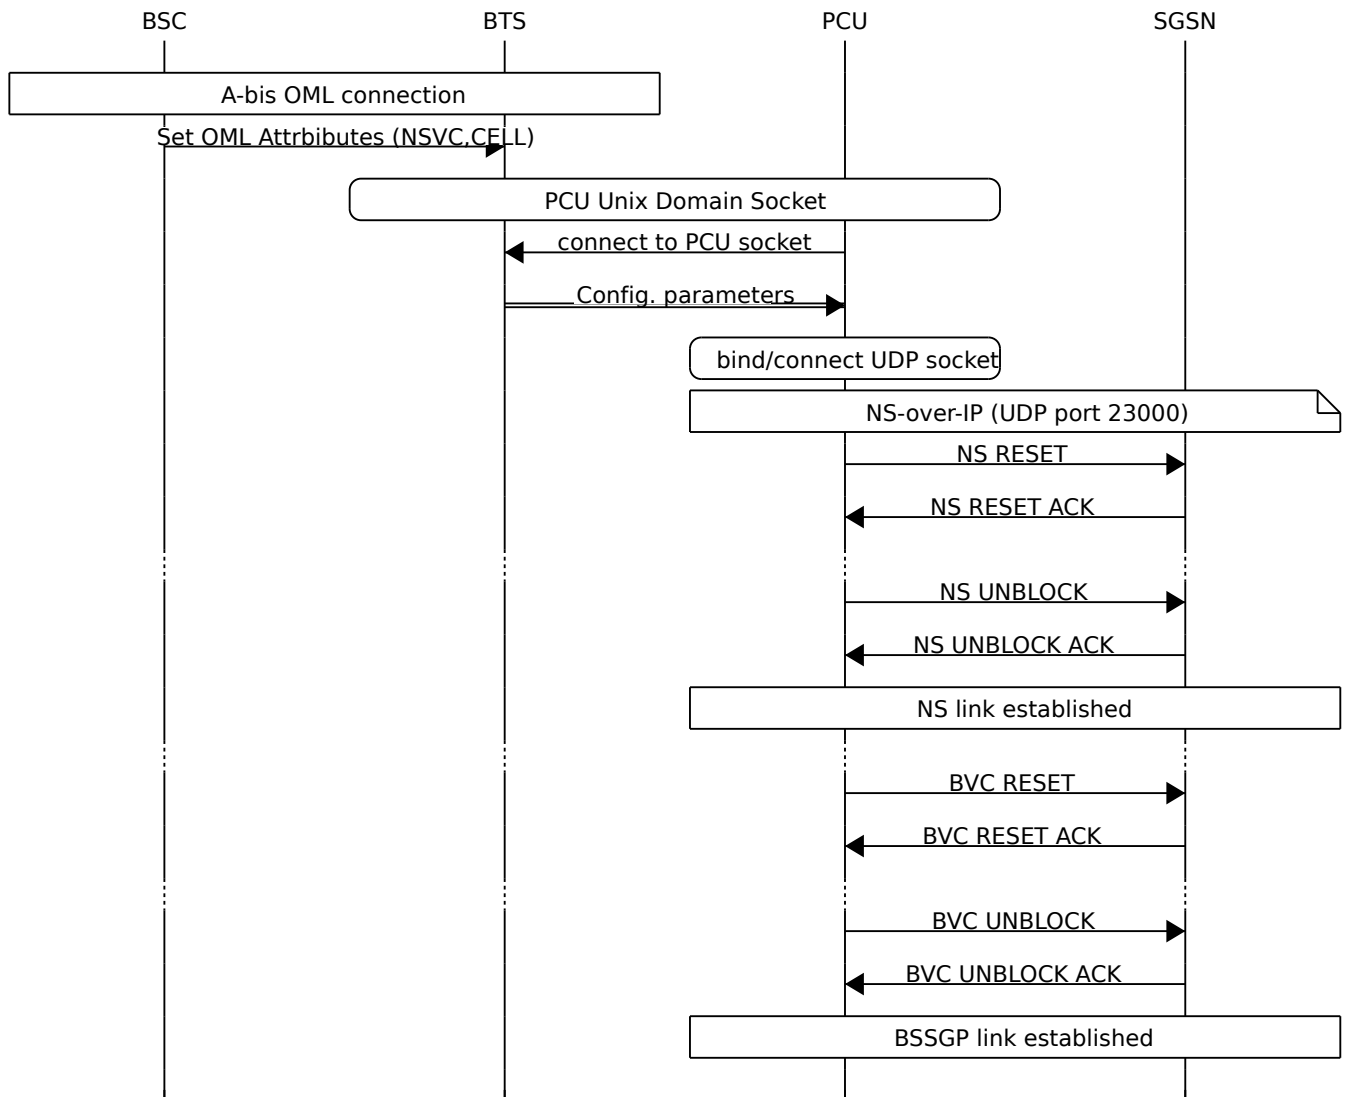 BSC BTS PCU SGSN
A-bis OML connection
Set OML Attrbibutes (NSVC,CELL)
PCU Unix Domain Socket
connect to PCU socket
Config. parameters
bind/connect UDP socket
NS-over-IP (UDP port 23000)
NS RESET
NS RESET ACK
NS UNBLOCK
NS UNBLOCK ACK
NS link established
BVC RESET
BVC RESET ACK
BVC UNBLOCK
BVC UNBLOCK ACK
BSSGP link established